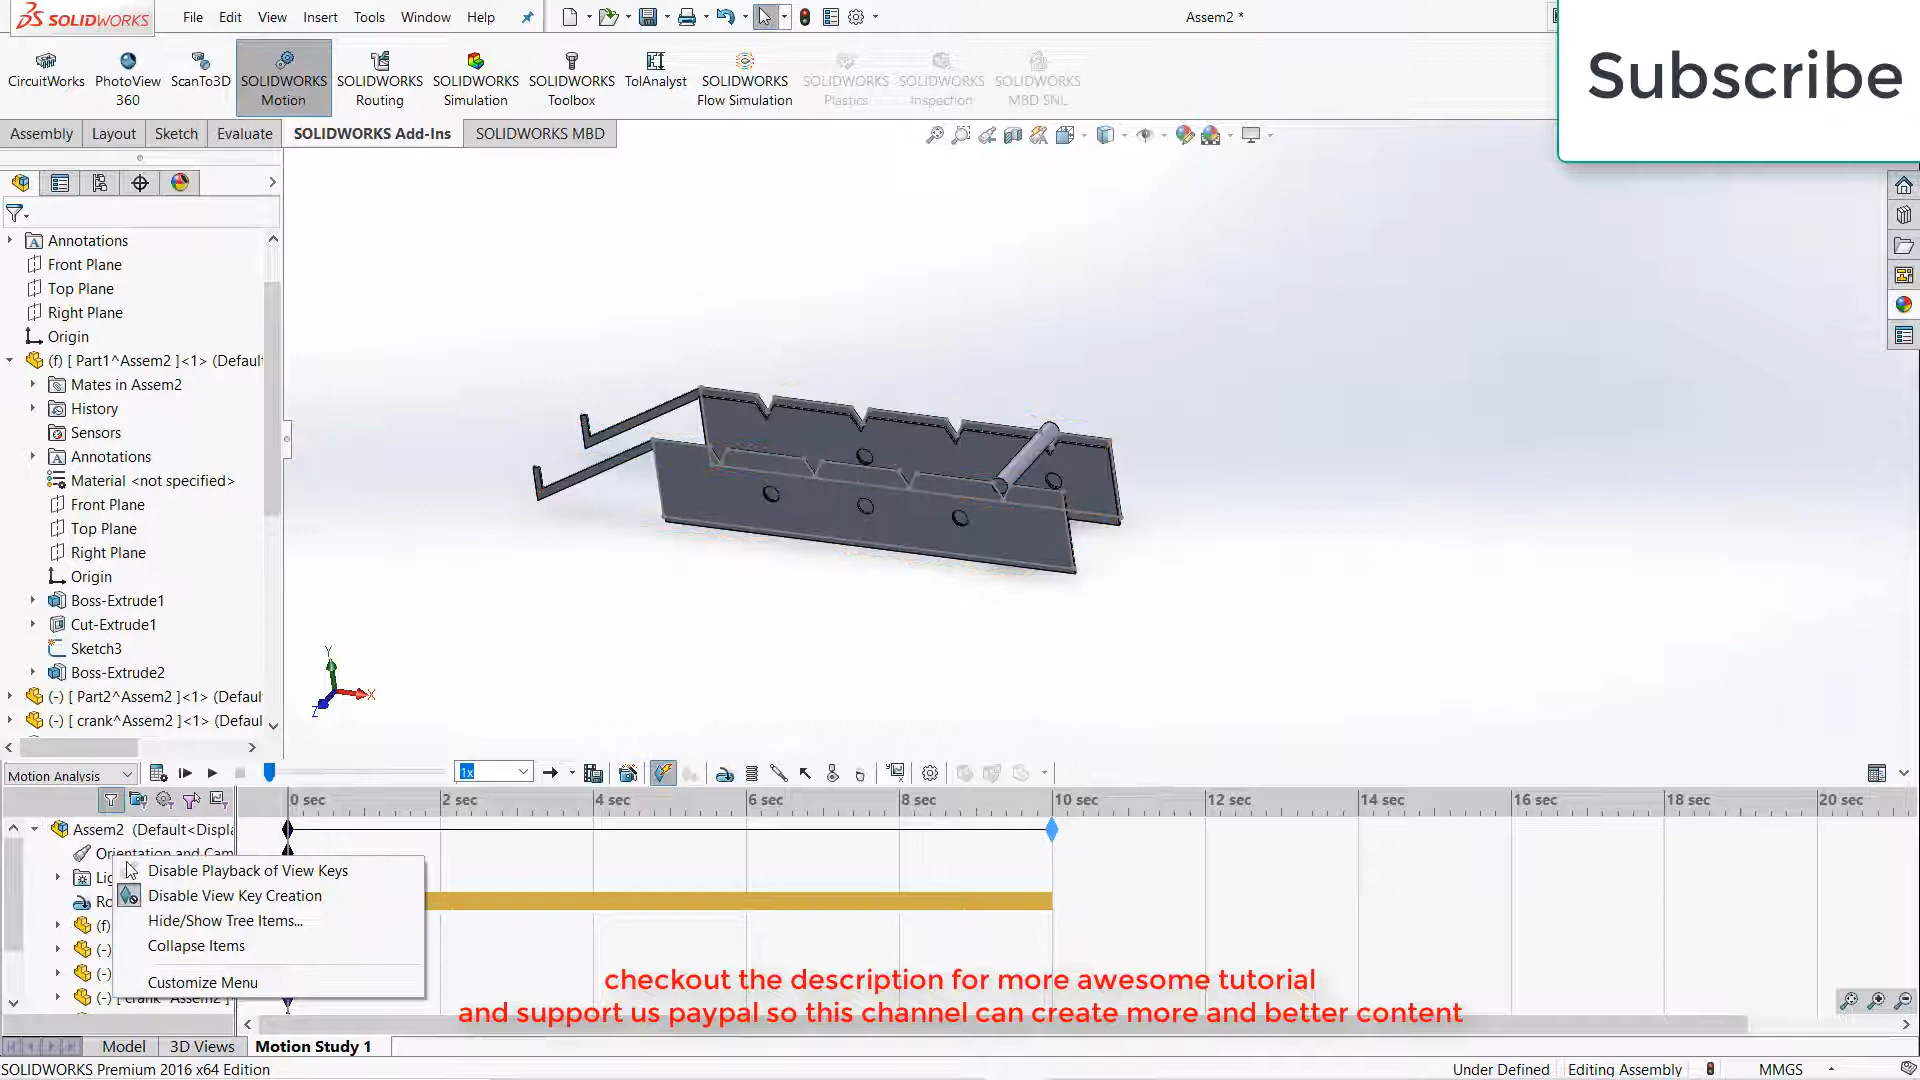 SOLIDWORKS
File Edit View Insert Tools Window Help
Assem2 *
Subscribe
CircuitWorks
PhotoView 360
ScanTo3D
SOLIDWORKS Motion
SOLIDWORKS Routing
SOLIDWORKS Simulation
SOLIDWORKS Toolbox
TolAnalyst
SOLIDWORKS Flow Simulation
SOLIDWORKS Plastics
SOLIDWORKS Inspection
SOLIDWORKS MBD SNL
Assembly Layout Sketch Evaluate SOLIDWORKS Add-Ins SOLIDWORKS MBD
Annotations
Front Plane
Top Plane
Right Plane
Origin
(f) [ Part1^Assem2 ]<1> (Default
Mates in Assem2
History
Sensors
Annotations
Material <not specified>
Front Plane
Top Plane
Right Plane
Origin
Boss-Extrude1
Cut-Extrude1
Sketch3
Boss-Extrude2
(-) [ Part2^Assem2 ]<1> (Defaul
(-) [ crank^Assem2 ]<1> (Defaul
Y
X
Z
Motion Analysis
1x
0 sec 2 sec 4 sec 6 sec 8 sec 10 sec 12 sec 14 sec 16 sec 18 sec 20 sec
Assem2 (Default<Displ
Orientation and Cam
Disable Playback of View Keys
Disable View Key Creation
Hide/Show Tree Items...
Collapse Items
Customize Menu
(f)
(-)
(-)
(-) [ crank^Assem2
checkout the description for more awesome tutorial
and support us paypal so this channel can create more and better content
Model 3D Views Motion Study 1
SOLIDWORKS Premium 2016 x64 Edition
Under Defined Editing Assembly MMGS